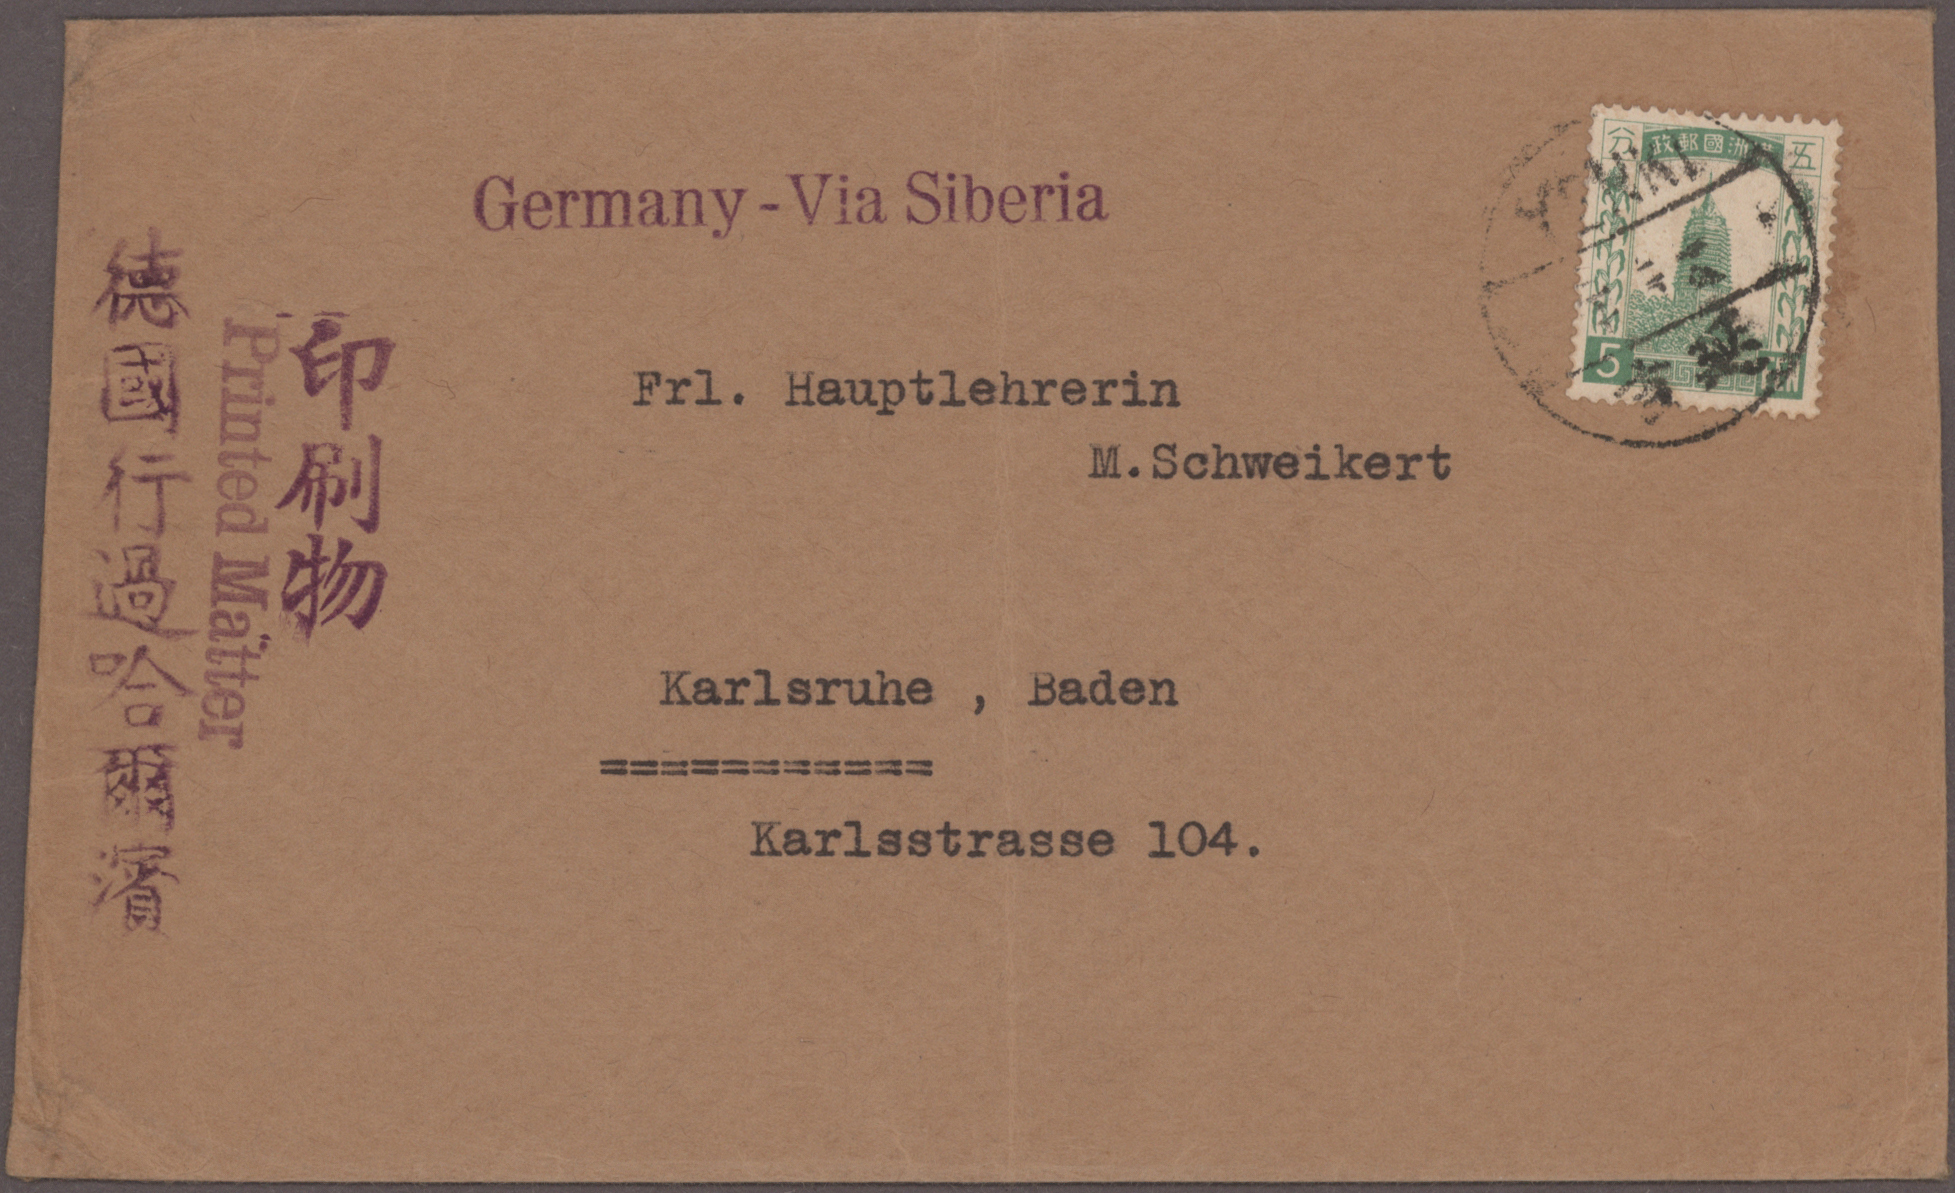 Germany - Via Siberia
五 滿洲國郵政 分
5 FN
Frl. Hauptlehrerin
M.Schweikert
Karlsruhe , Baden
===========
Karlsstrasse 104.
印刷物
Printed Matter
德國行過哈爾濱